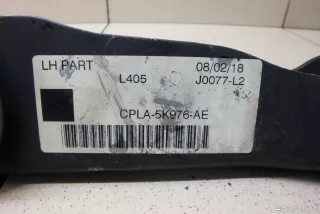 LH PART
08/02/18
L405
J0077-L2
CPLA-5K976-AE